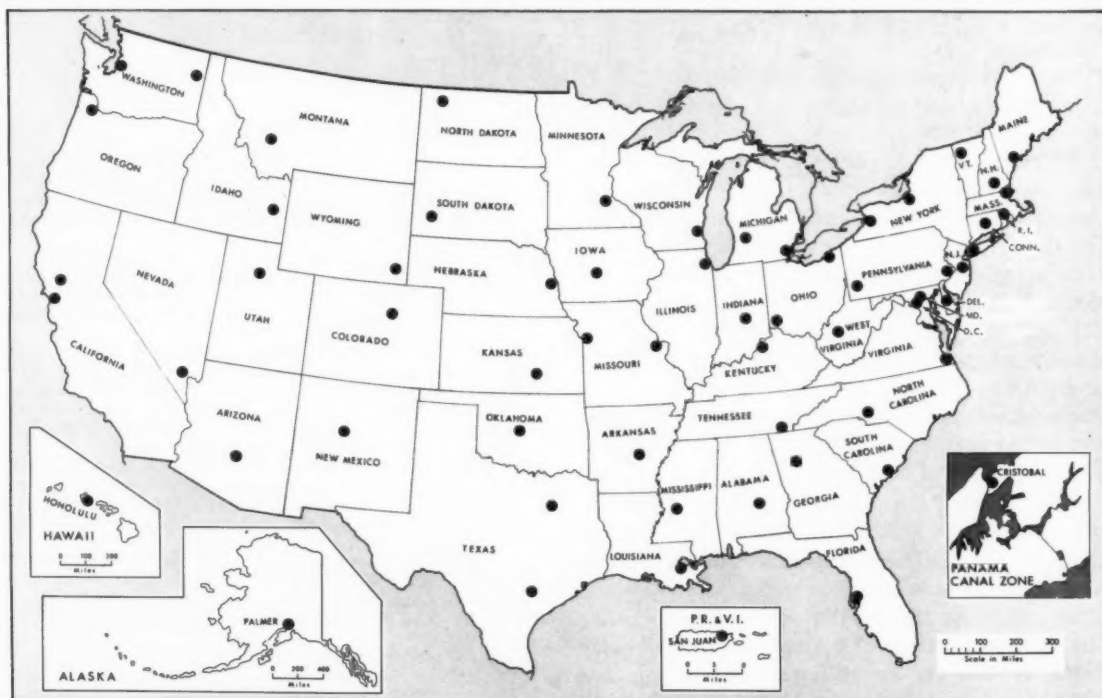 WASHINGTON
MONTANA
NORTH DAKOTA
MINNESOTA
MAINE
OREGON
IDAHO
WYOMING
SOUTH DAKOTA
WISCONSIN
MICHIGAN
VT.
N.H.
NEW YORK
MASS.
R.I.
CONN.
NEVADA
UTAH
COLORADO
NEBRASKA
IOWA
ILLINOIS
INDIANA
OHIO
PENNSYLVANIA
N.J.
DEL.
MD.
D.C.
CALIFORNIA
KANSAS
MISSOURI
KENTUCKY
WEST
VIRGINIA
VIRGINIA
ARIZONA
NEW MEXICO
OKLAHOMA
ARKANSAS
TENNESSEE
NORTH
CAROLINA
SOUTH
CAROLINA
TEXAS
LOUISIANA
MISSISSIPPI
ALABAMA
GEORGIA
FLORIDA
HONOLULU
HAWAII
0 100 200
Miles
PALMER
ALASKA
0 200 400
Miles
P.R. & V.I.
SAN JUAN
Miles
CRISTOBAL
PANAMA
CANAL ZONE
0 100 200 300
Scale in Miles